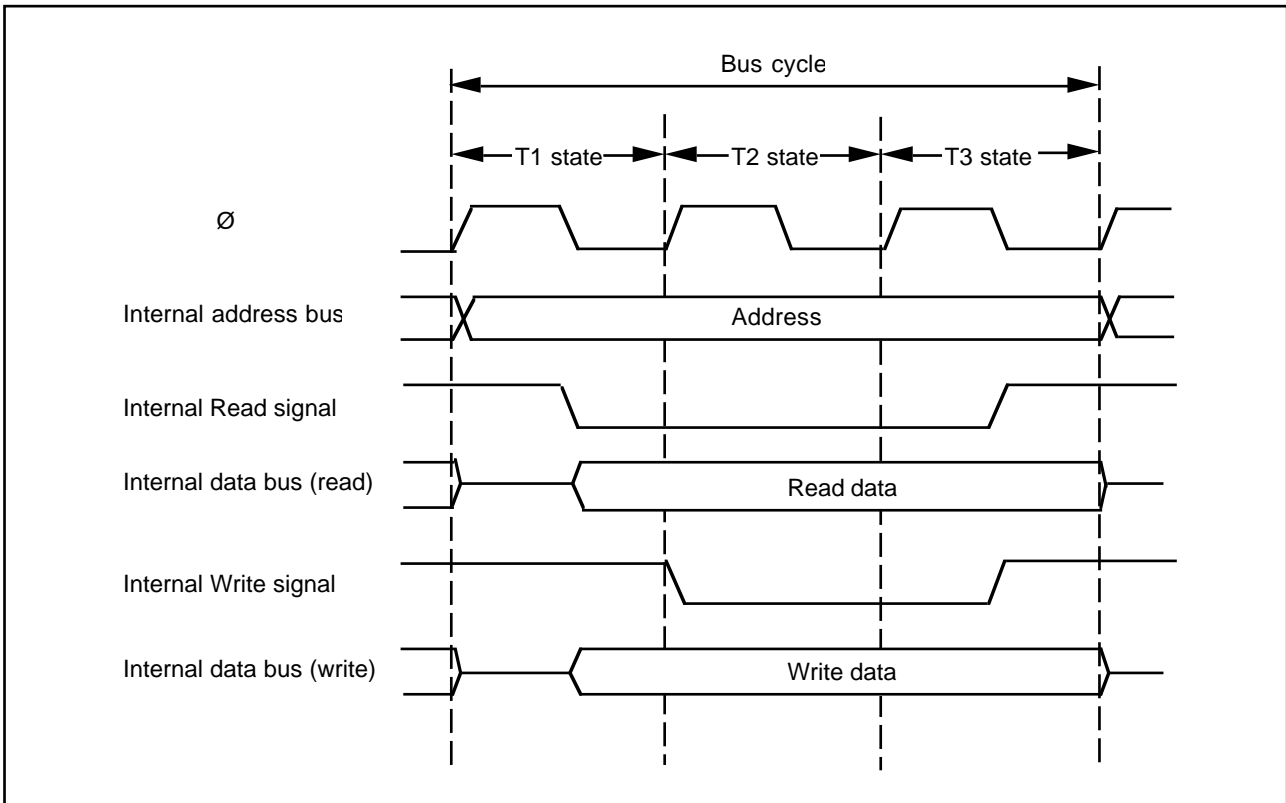 Bus cycle
T1 state T2 state T3 state
Ø
Internal address bus Address
Internal Read signal
Internal data bus (read) Read data
Internal Write signal
Internal data bus (write) Write data